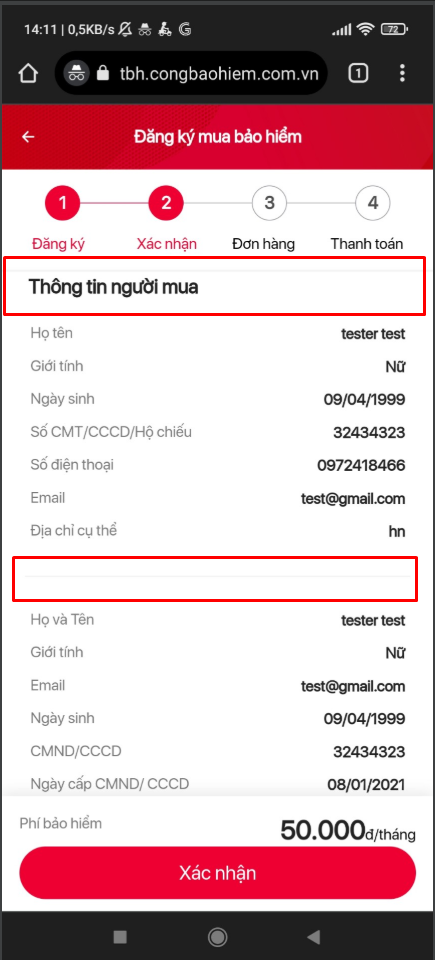 14:11 | 0,5KB/s G 72
tbh.congbaohiem.com.vn 1
Đăng ký mua bảo hiểm
1 2 3 4
Đăng ký Xác nhận Đơn hàng Thanh toán
Thông tin người mua
Họ tên tester test
Giới tính Nữ
Ngày sinh 09/04/1999
Số CMT/CCCD/Hộ chiếu 32434323
Số điện thoại 0972418466
Email test@gmail.com
Địa chỉ cụ thể hn
Họ và Tên tester test
Giới tính Nữ
Email test@gmail.com
Ngày sinh 09/04/1999
CMND/CCCD 32434323
Ngày cấp CMND/ CCCD 08/01/2021
Phí bảo hiểm 50.000đ/tháng
Xác nhận